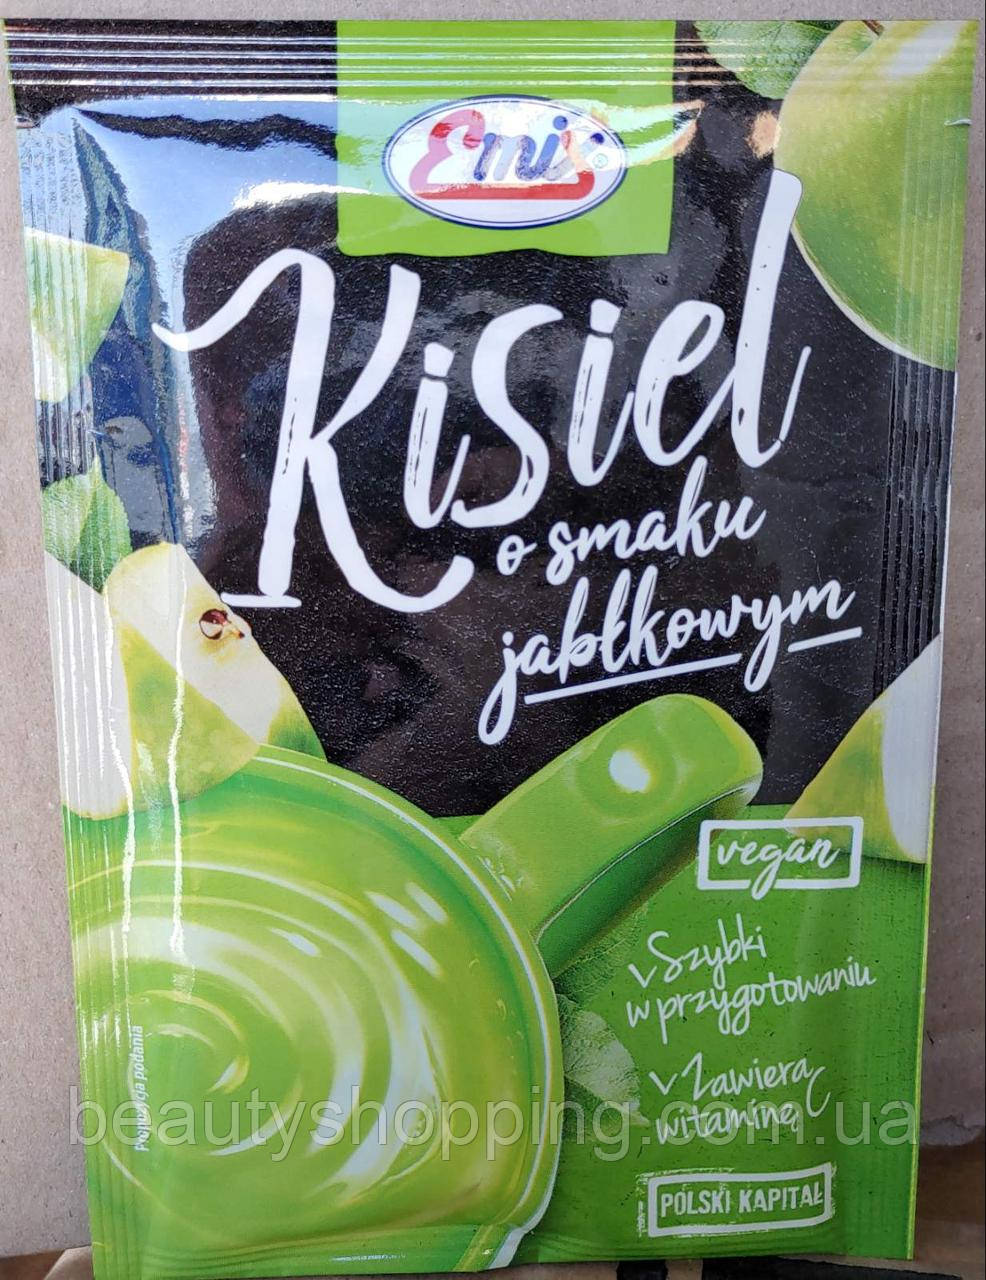 Emix®
Kisiel
o smaku
jabłkowym
vegan
Szybki
w przygotowaniu
Zawiera
witaminę C
Propozycja podania
beautyshopping.com.ua
POLSKI KAPITAŁ